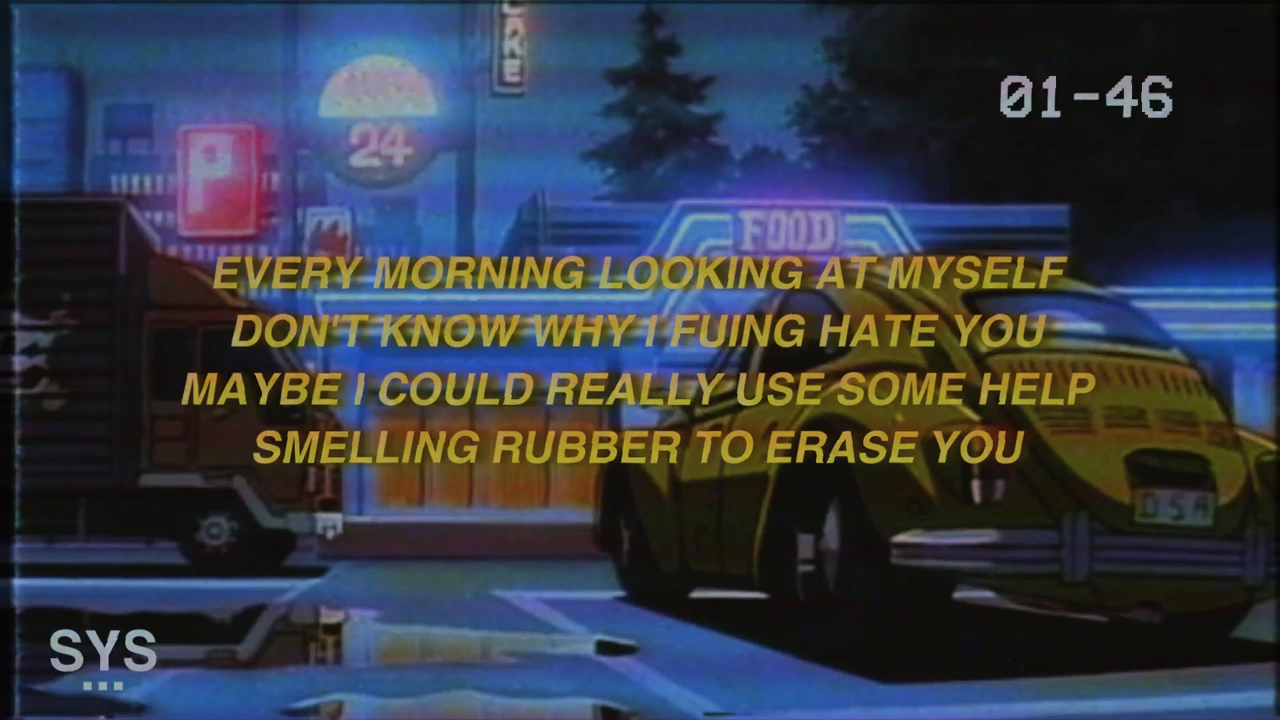 CAKE
01-46
24
P
FOOD
EVERY MORNING LOOKING AT MYSELF
DON'T KNOW WHY I FUING HATE YOU
MAYBE I COULD REALLY USE SOME HELP
SMELLING RUBBER TO ERASE YOU
SYS